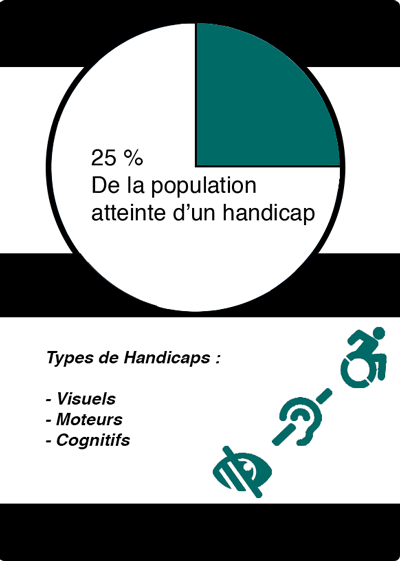 25 %
De la population
atteinte d’un handicap
Types de Handicaps :
- Visuels
- Moteurs
- Cognitifs